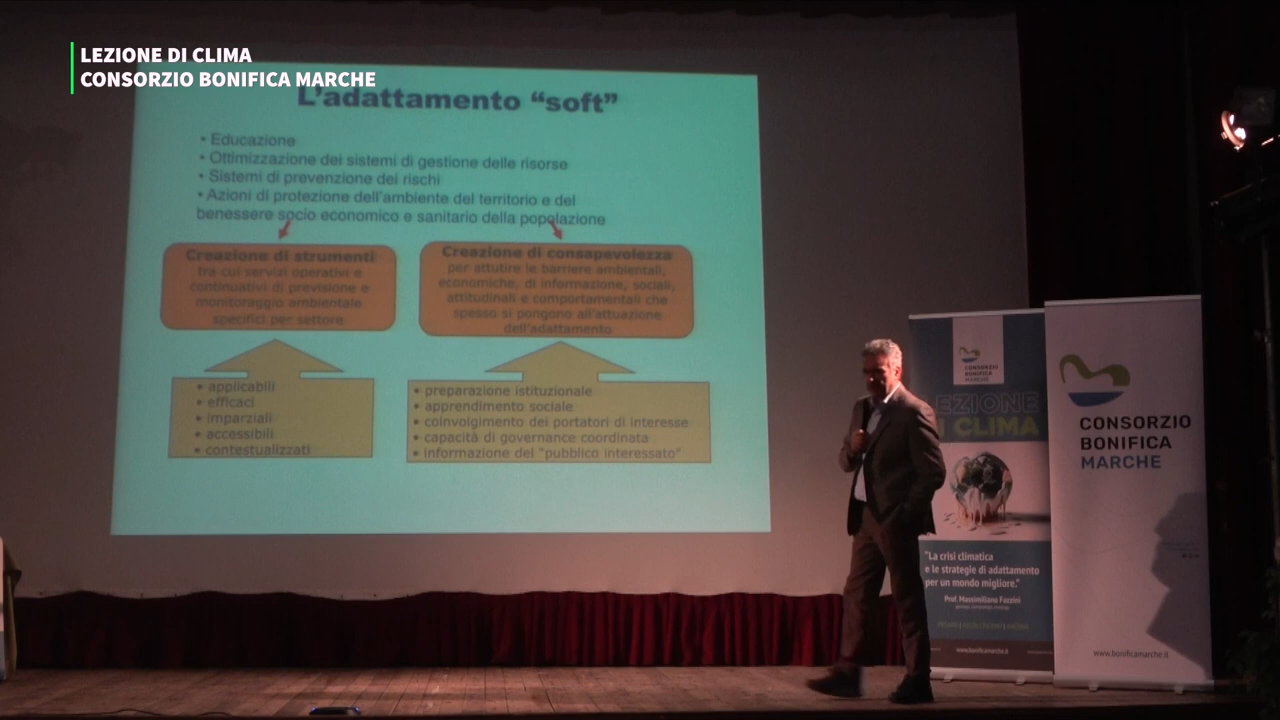 LEZIONE DI CLIMA
CONSORZIO BONIFICA MARCHE
L'adattamento “soft”
• Educazione
• Ottimizzazione dei sistemi di gestione delle risorse
• Sistemi di prevenzione dei rischi
• Azioni di protezione dell'ambiente del territorio e del
benessere socio economico e sanitario della popolazione
Creazione di strumenti
tra cui servizi operativi e
continuativi di previsione e
monitoraggio ambientale
specifici per settore
Creazione di consapevolezza
per attutire le barriere ambientali,
economiche, di informazione, sociali,
attitudinali e comportamentali che
spesso si pongono all'attuazione
dell'adattamento
• applicabili
• efficaci
• imparziali
• accessibili
• contestualizzati
• preparazione istituzionale
• apprendimento sociale
• coinvolgimento dei portatori di interesse
• capacità di governance coordinata
• informazione del “pubblico interessato”
CONSORZIO
BONIFICA
MARCHE
EZIONE
I CLIMA
“La crisi climatica
e le strategie di adattamento
per un mondo migliore.”
Prof. Massimiliano Fazzini
www.bonificamarche.it
CONSORZIO
BONIFICA
MARCHE
www.bonificamarche.it